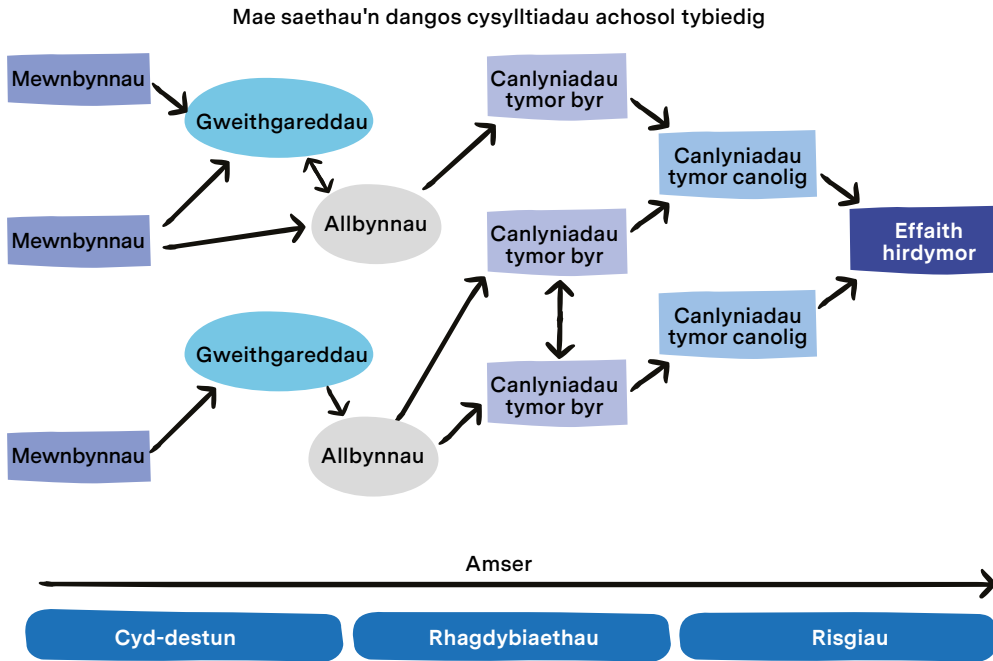 Mae saethau'n dangos cysylltiadau achosol tybiedig
Mewnbynnau
Gweithgareddau
Canlyniadau
tymor byr
Canlyniadau
tymor canolig
Mewnbynnau
Allbynnau
Canlyniadau
tymor byr
Effaith
hirdymor
Gweithgareddau
Canlyniadau
tymor canolig
Canlyniadau
tymor byr
Mewnbynnau
Allbynnau
Amser
Cyd-destun
Rhagdybiaethau
Risgiau